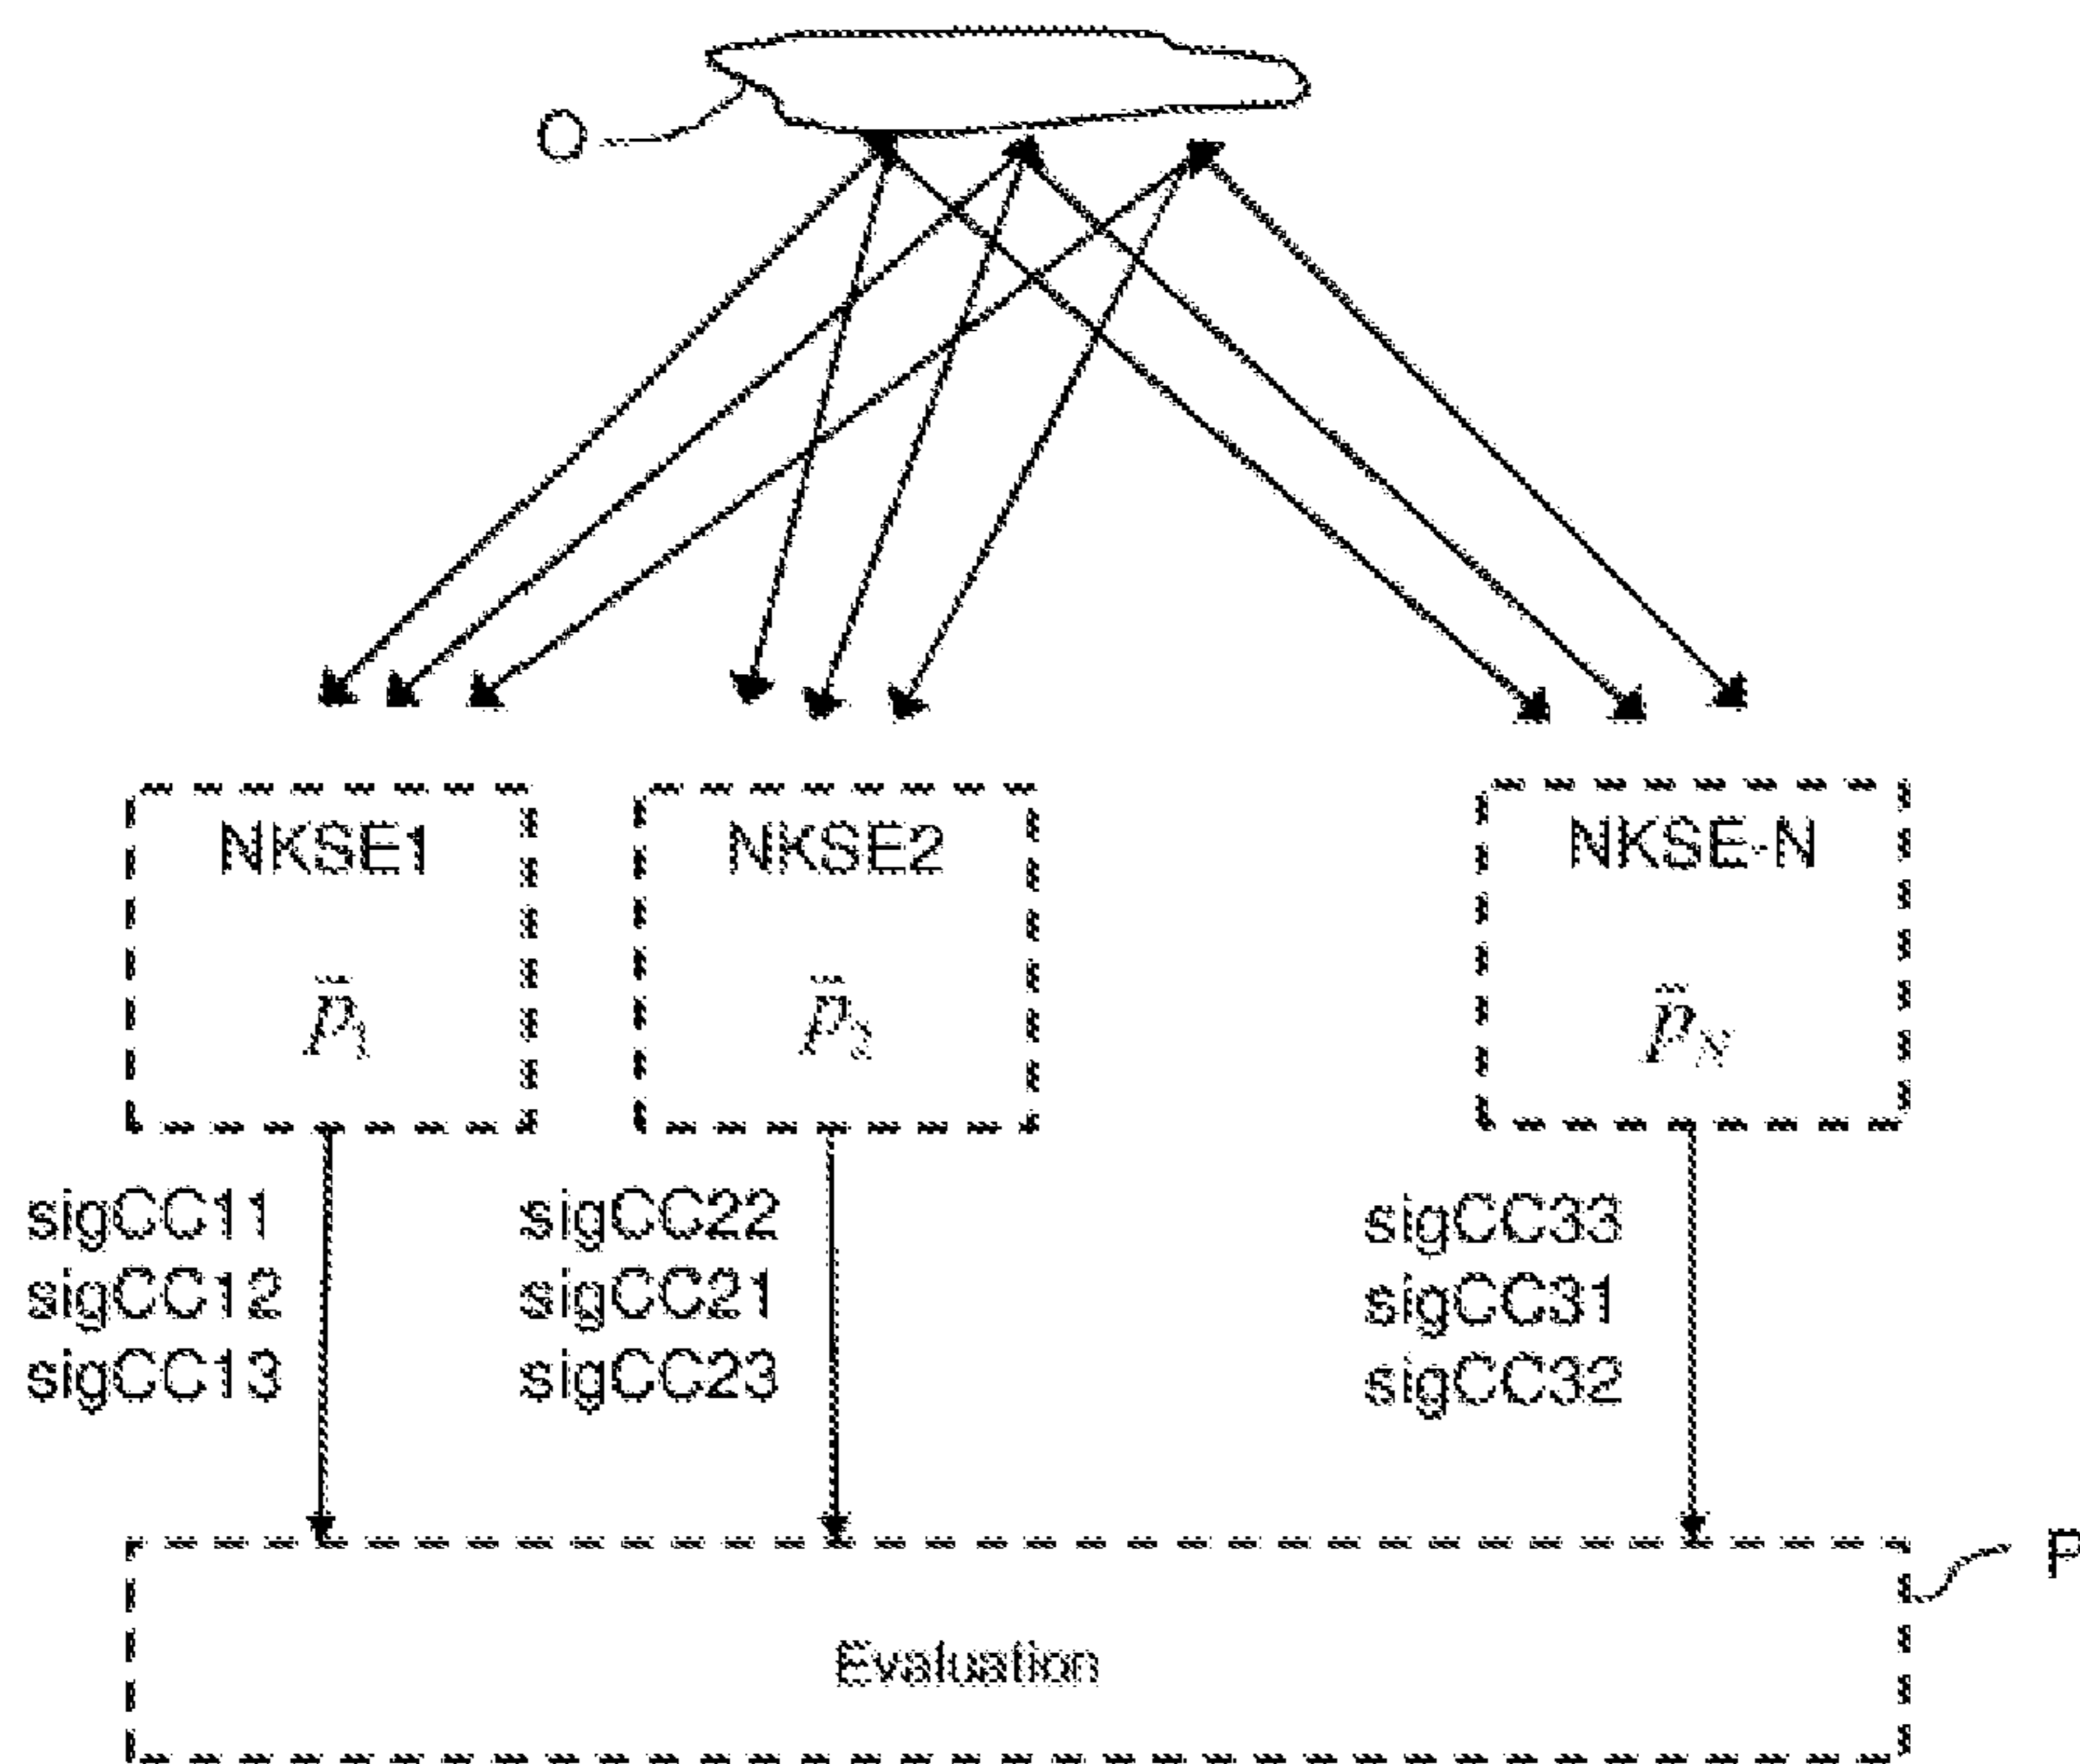 O
NKSE1
NKSE2
NKSE-N
p̄₁
p̄₂
p̄N
sigCC11
sigCC12
sigCC13
sigCC22
sigCC21
sigCC23
sigCC33
sigCC31
sigCC32
P
Evaluation